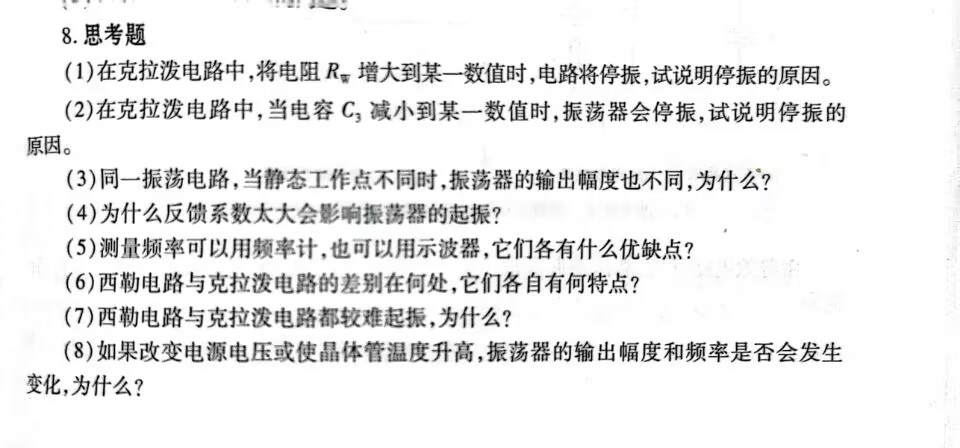 8.思考题
(1)在克拉泼电路中,将电阻 R_W 增大到某一数值时,电路将停振,试说明停振的原因。
(2)在克拉泼电路中,当电容 C_3 减小到某一数值时,振荡器会停振,试说明停振的
原因。
(3)同一振荡电路,当静态工作点不同时,振荡器的输出幅度也不同,为什么?
(4)为什么反馈系数太大会影响振荡器的起振?
(5)测量频率可以用频率计,也可以用示波器,它们各有什么优缺点?
(6)西勒电路与克拉泼电路的差别在何处,它们各自有何特点?
(7)西勒电路与克拉泼电路都较难起振,为什么?
(8)如果改变电源电压或使晶体管温度升高,振荡器的输出幅度和频率是否会发生
变化,为什么?